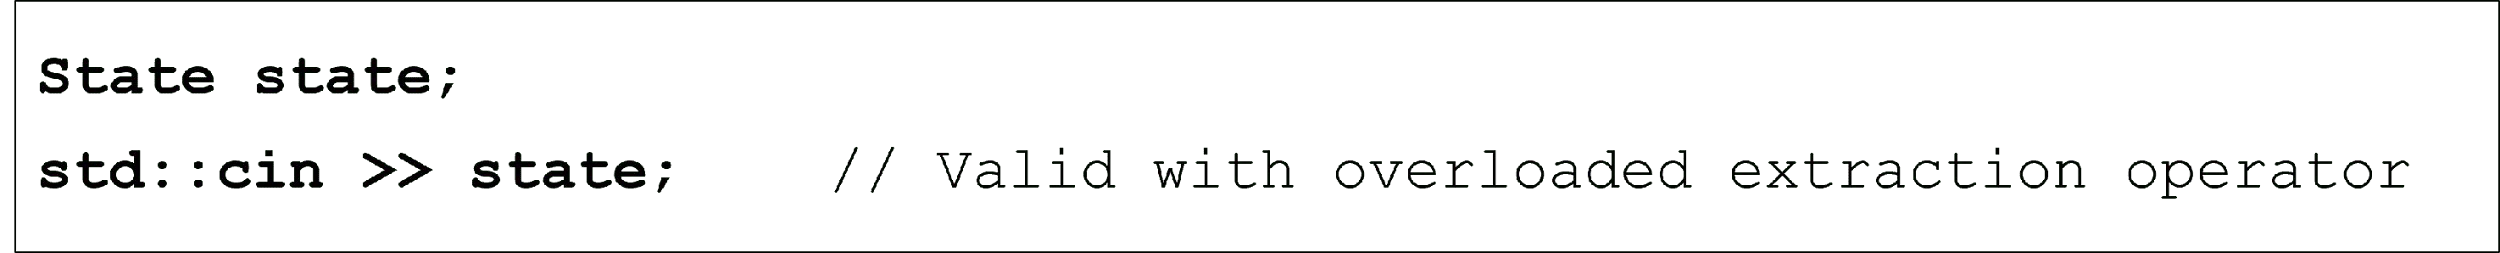 State state;
std::cin >> state;    // Valid with overloaded extraction operator